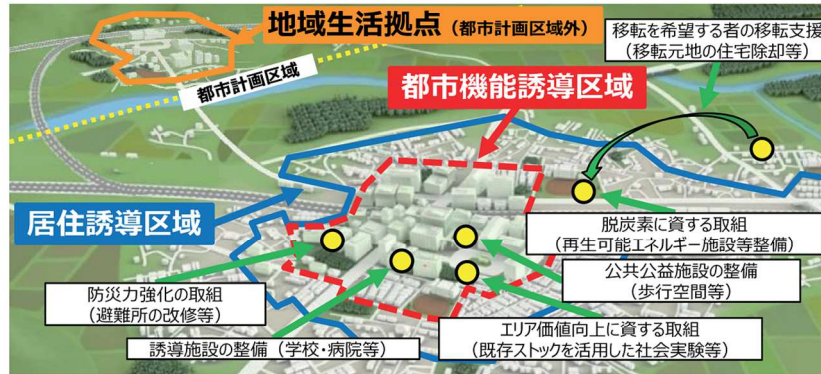 地域生活拠点（都市計画区域外）
移転を希望する者の移転支援
（移転元地の住宅除却等）
都市計画区域
都市機能誘導区域
居住誘導区域
脱炭素に資する取組
（再生可能エネルギー施設等整備）
公共公益施設の整備
（歩行空間等）
防災力強化の取組
（避難所の改修等）
エリア価値向上に資する取組
（既存ストックを活用した社会実験等）
誘導施設の整備（学校・病院等）